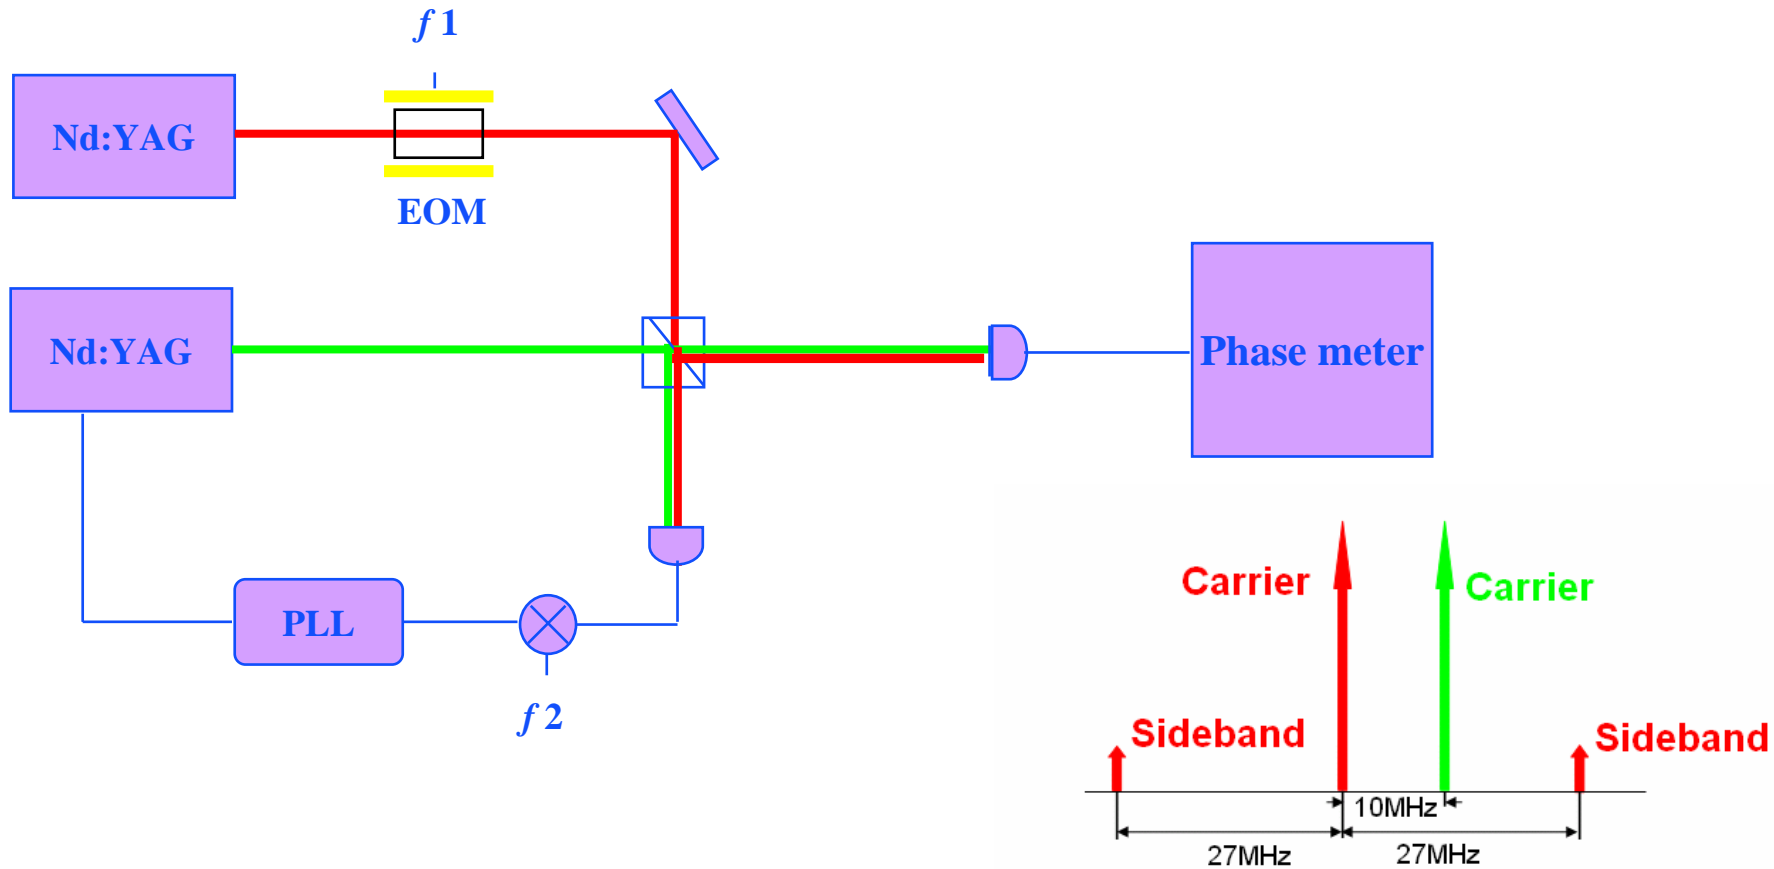 f 1
Nd:YAG
EOM
Nd:YAG
Phase meter
PLL
f 2
Carrier
Carrier
Sideband
Sideband
10MHz
27MHz
27MHz